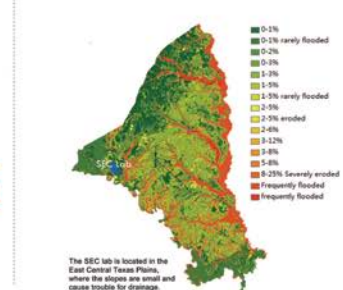 0-1%
0-1% rarely flooded
0-2%
0-3%
1-3%
1-5%
1-5% rarely flooded
2-5%
2-5% eroded
2-6%
3-12%
3-8%
5-8%
8-25% Severely eroded
Frequently flooded
frequently flooded
SEC Lab
The SEC lab is located in the
East Central Texas Plains,
where the slopes are small and
cause trouble for drainage.